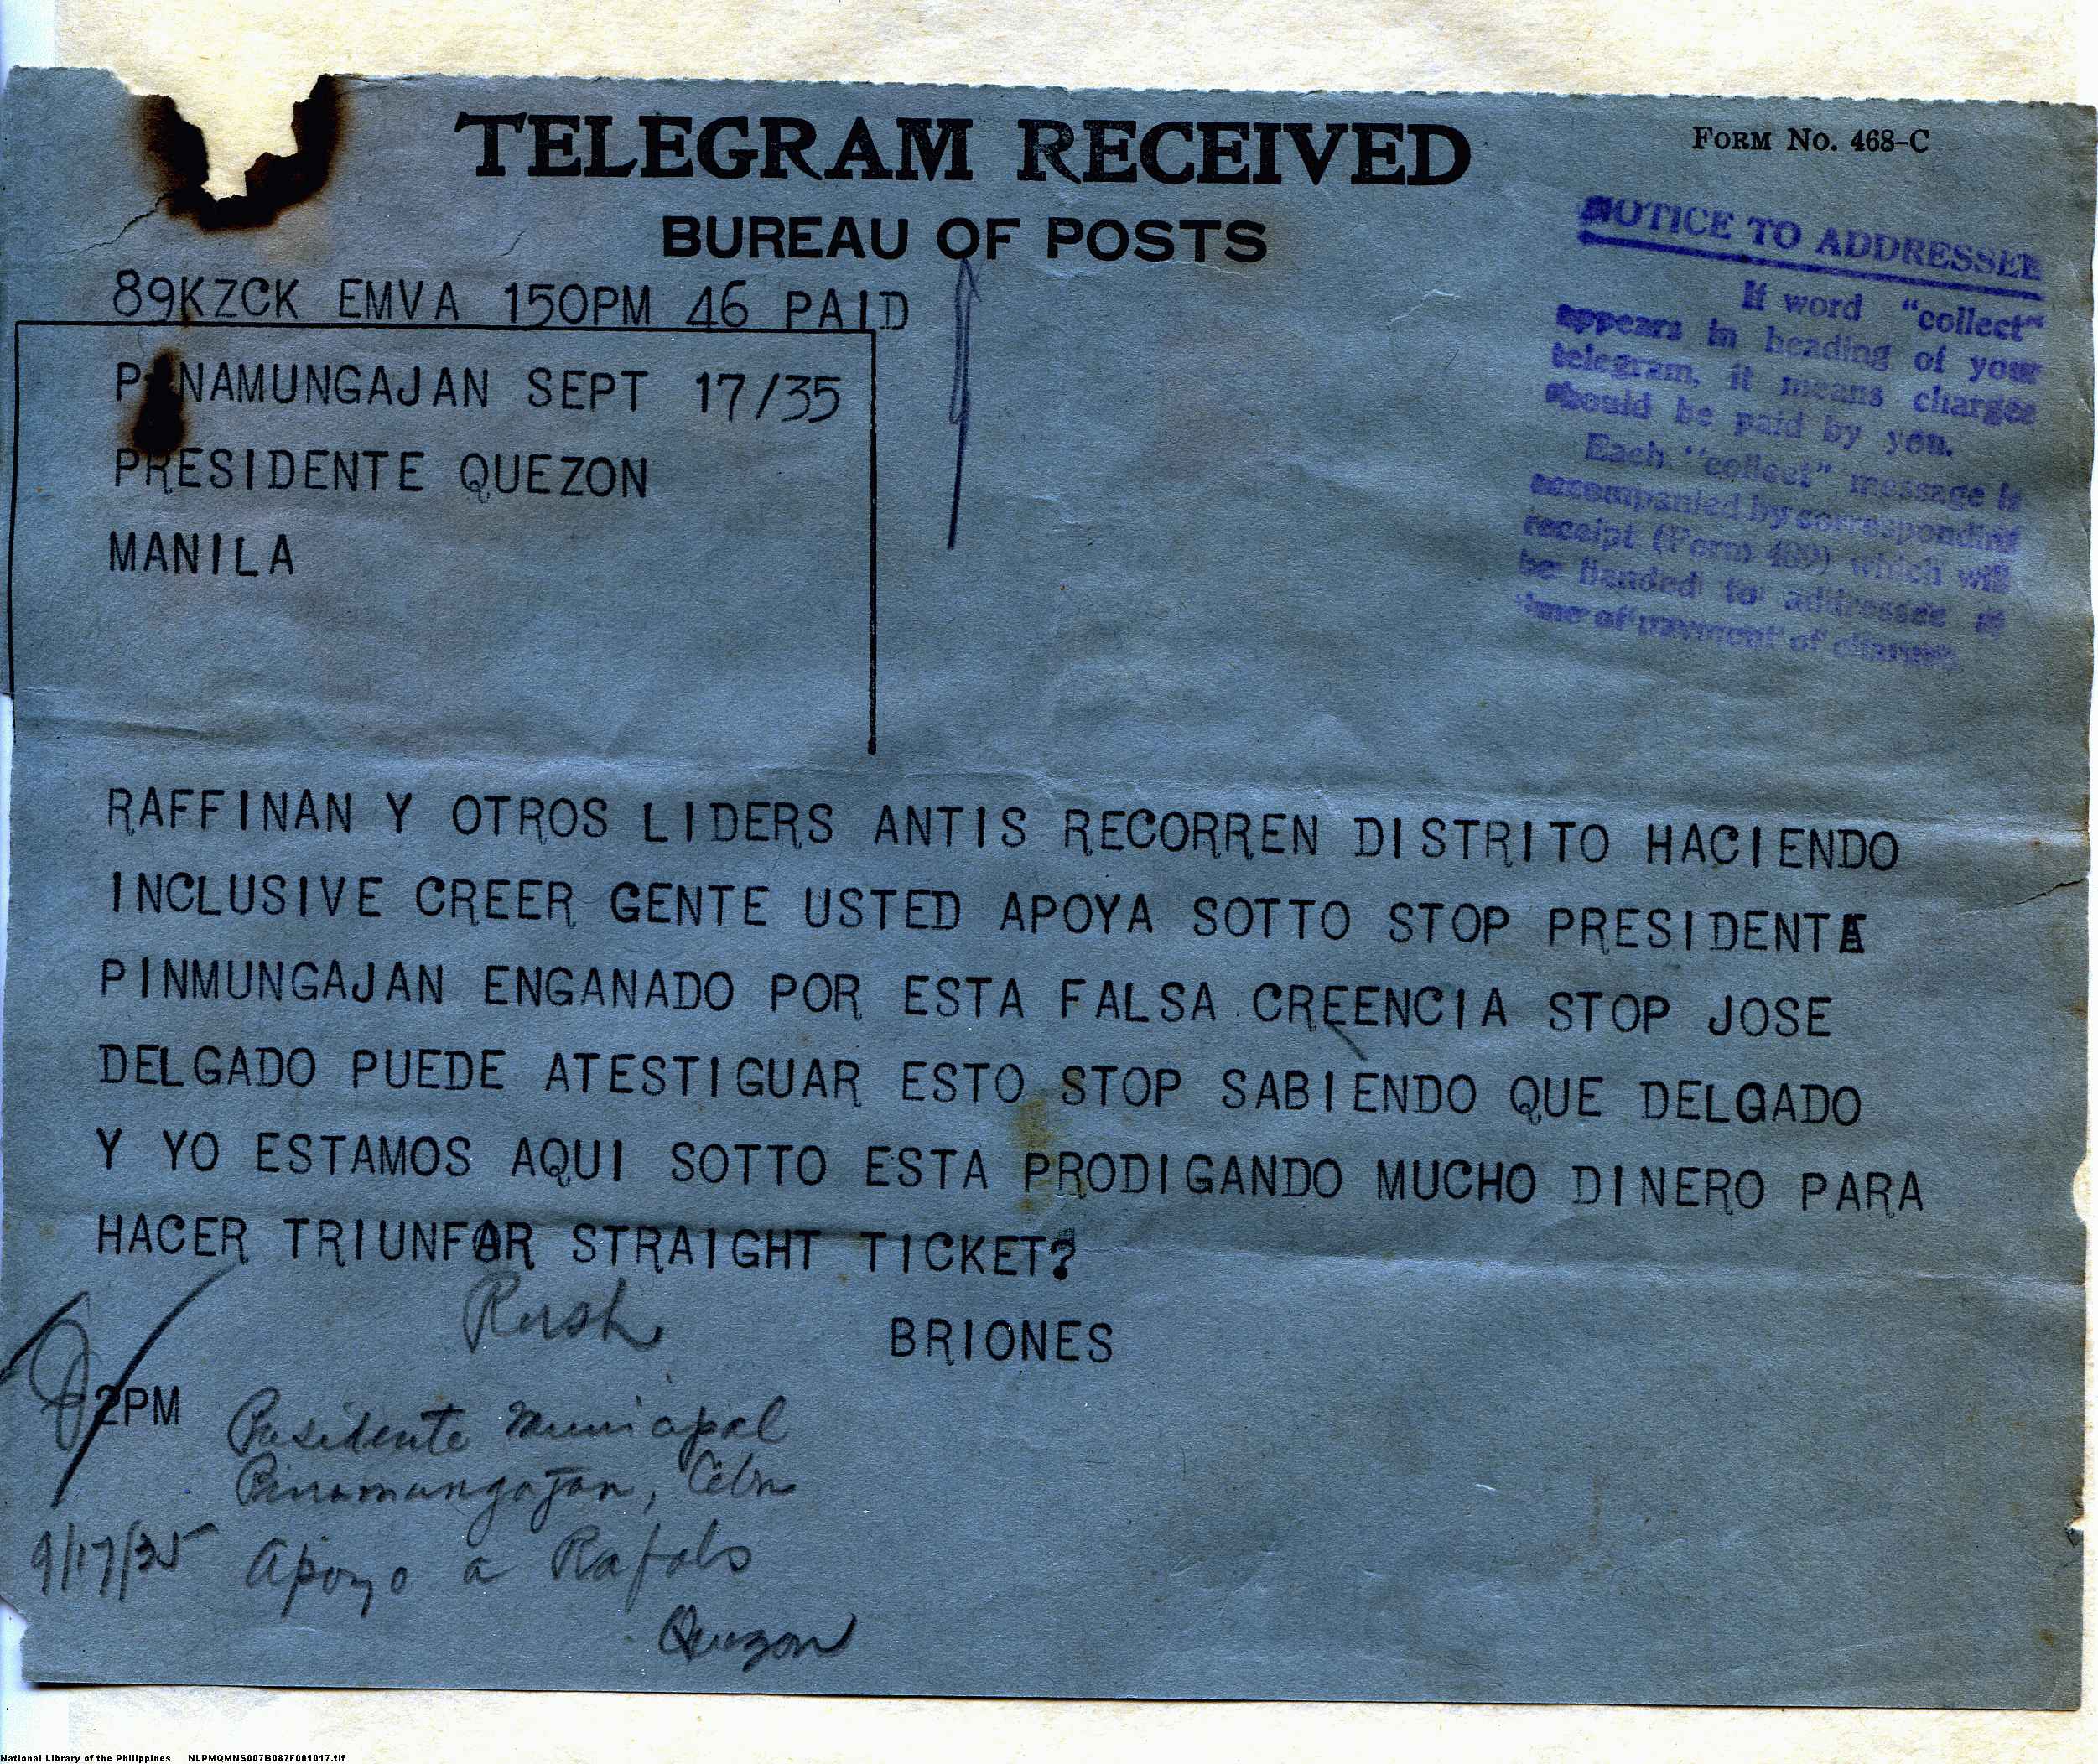 TELEGRAM RECEIVED
FORM NO. 468-C
BUREAU OF POSTS
NOTICE TO ADDRESSEE
If word "collect"
appears in heading of your
telegram, it means charges
should be paid by you.
Each "collect" message is
accompanied by corresponding
receipt (Form 469) which will
be handed to addressee at
time of payment of charges.
89KZCK EMVA 150PM 46 PAID
P NAMUNGAJAN SEPT 17/35
PRESIDENTE QUEZON
MANILA
RAFFINAN Y OTROS LIDERS ANTIS RECORREN DISTRITO HACIENDO
INCLUSIVE CREER GENTE USTED APOYA SOTTO STOP PRESIDENTE
PINMUNGAJAN ENGANADO POR ESTA FALSA CREENCIA STOP JOSE
DELGADO PUEDE ATESTIGUAR ESTO STOP SABIENDO QUE DELGADO
Y YO ESTAMOS AQUI SOTTO ESTA PRODIGANDO MUCHO DINERO PARA
HACER TRIUNFAR STRAIGHT TICKET?
Rush
BRIONES
2PM
Presidente Municipal
Pinamungajan, Cebu
9/17/35 Apoyo a Rafols
Quezon
National Library of the Philippines NLPMQMNS007B087F001017.tif